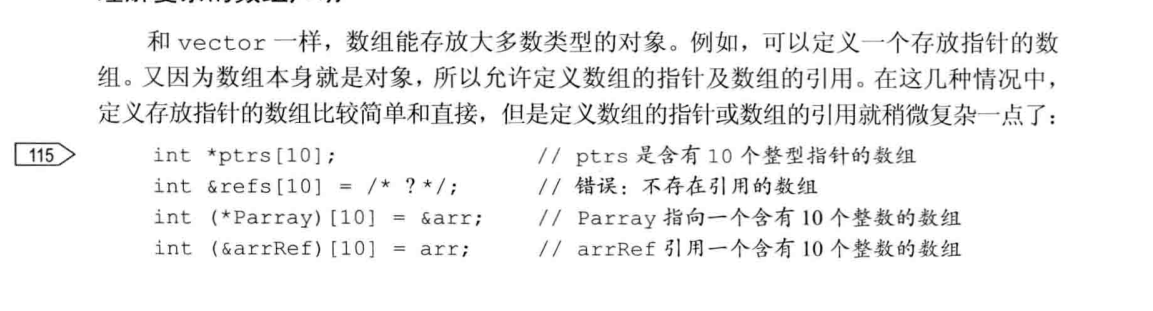 和 vector 一样，数组能存放大多数类型的对象。例如，可以定义一个存放指针的数
组。又因为数组本身就是对象，所以允许定义数组的指针及数组的引用。在这几种情况中，
定义存放指针的数组比较简单和直接，但是定义数组的指针或数组的引用就稍微复杂一点了：
115 int *ptrs[10]; // ptrs 是含有 10 个整型指针的数组
int &refs[10] = /* ? */; // 错误：不存在引用的数组
int (*Parray)[10] = &arr; // Parray 指向一个含有 10 个整数的数组
int (&arrRef)[10] = arr; // arrRef 引用一个含有 10 个整数的数组